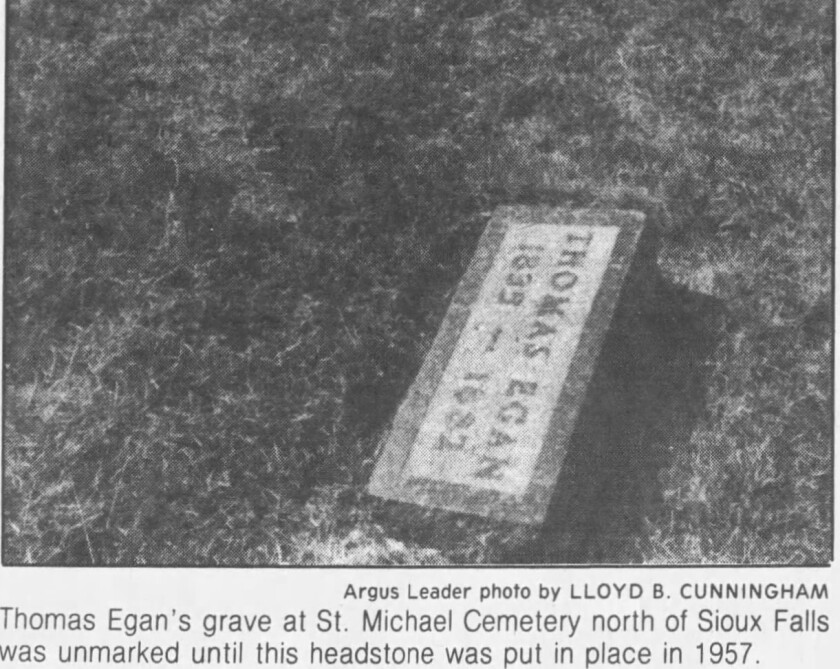 THOMAS EGAN
1835 – 1882
Argus Leader photo by LLOYD B. CUNNINGHAM
Thomas Egan's grave at St. Michael Cemetery north of Sioux Falls
was unmarked until this headstone was put in place in 1957.